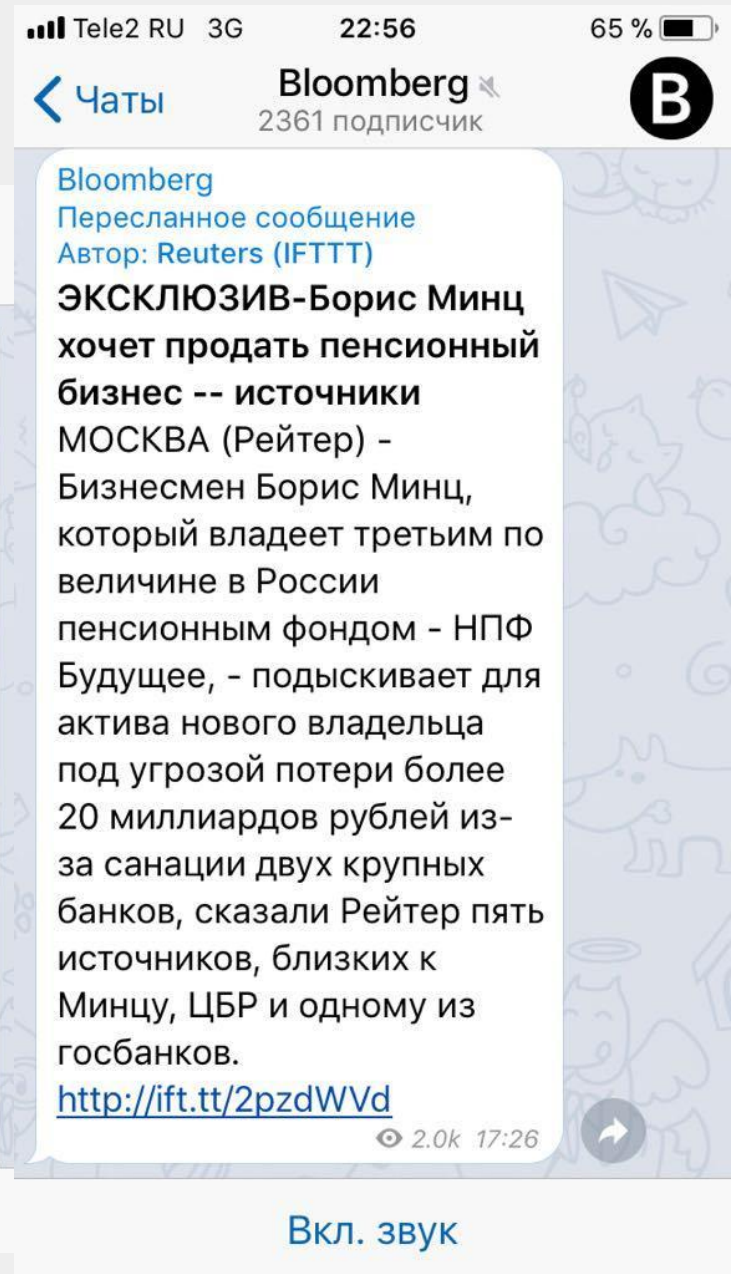 Tele2 RU 3G 22:56 65 %
Чаты Bloomberg B
2361 подписчик
Bloomberg
Пересланное сообщение
Автор: Reuters (IFTTT)
ЭКСКЛЮЗИВ-Борис Минц
хочет продать пенсионный
бизнес -- источники
МОСКВА (Рейтер) -
Бизнесмен Борис Минц,
который владеет третьим по
величине в России
пенсионным фондом - НПФ
Будущее, - подыскивает для
актива нового владельца
под угрозой потери более
20 миллиардов рублей из-
за санации двух крупных
банков, сказали Рейтер пять
источников, близких к
Минцу, ЦБР и одному из
госбанков.
http://ift.tt/2pzdWVd
2.0k 17:26
Вкл. звук